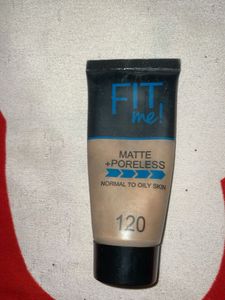 FIT
me!
MATTE
+PORELESS
NORMAL TO OILY SKIN
120